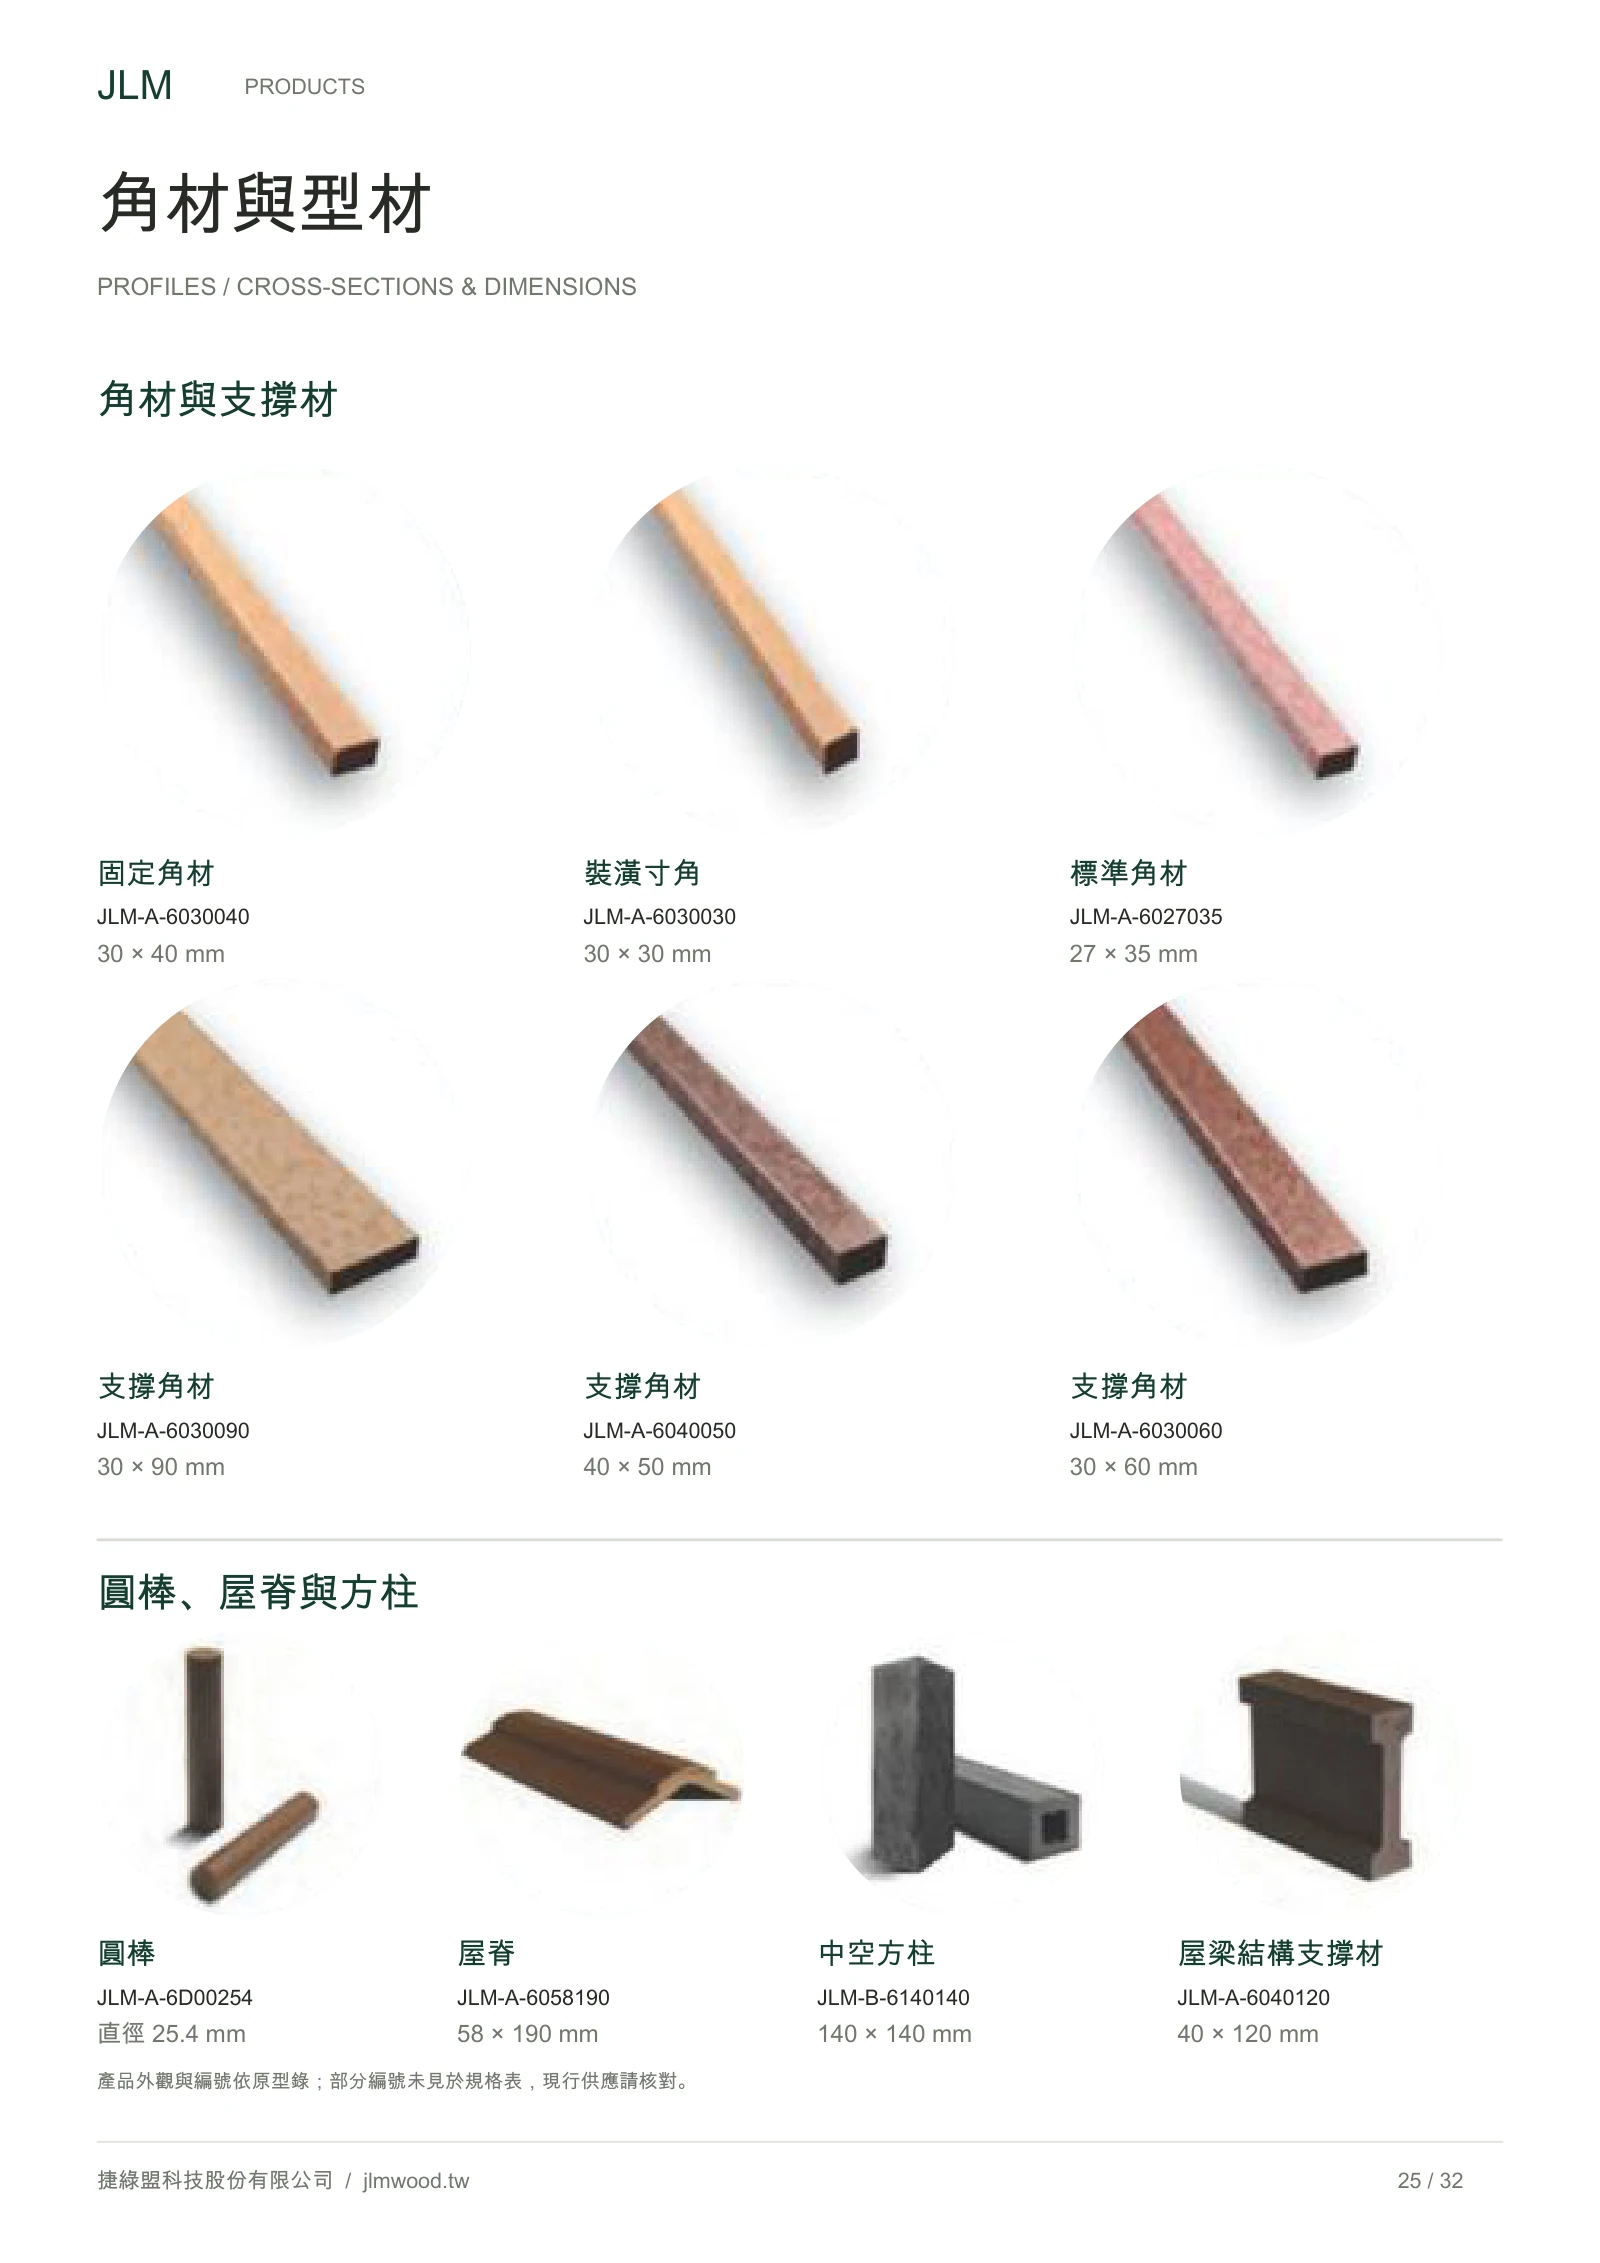 JLM PRODUCTS
角材與型材
PROFILES / CROSS-SECTIONS & DIMENSIONS
角材與支撐材
固定角材
JLM-A-6030040
30 × 40 mm
裝潢寸角
JLM-A-6030030
30 × 30 mm
標準角材
JLM-A-6027035
27 × 35 mm
支撐角材
JLM-A-6030090
30 × 90 mm
支撐角材
JLM-A-6040050
40 × 50 mm
支撐角材
JLM-A-6030060
30 × 60 mm
圓棒、屋脊與方柱
圓棒
JLM-A-6D00254
直徑 25.4 mm
屋脊
JLM-A-6058190
58 × 190 mm
中空方柱
JLM-B-6140140
140 × 140 mm
屋梁結構支撐材
JLM-A-6040120
40 × 120 mm
產品外觀與編號依原型錄；部分編號未見於規格表，現行供應請核對。
捷綠盟科技股份有限公司 / jlmwood.tw
25 / 32